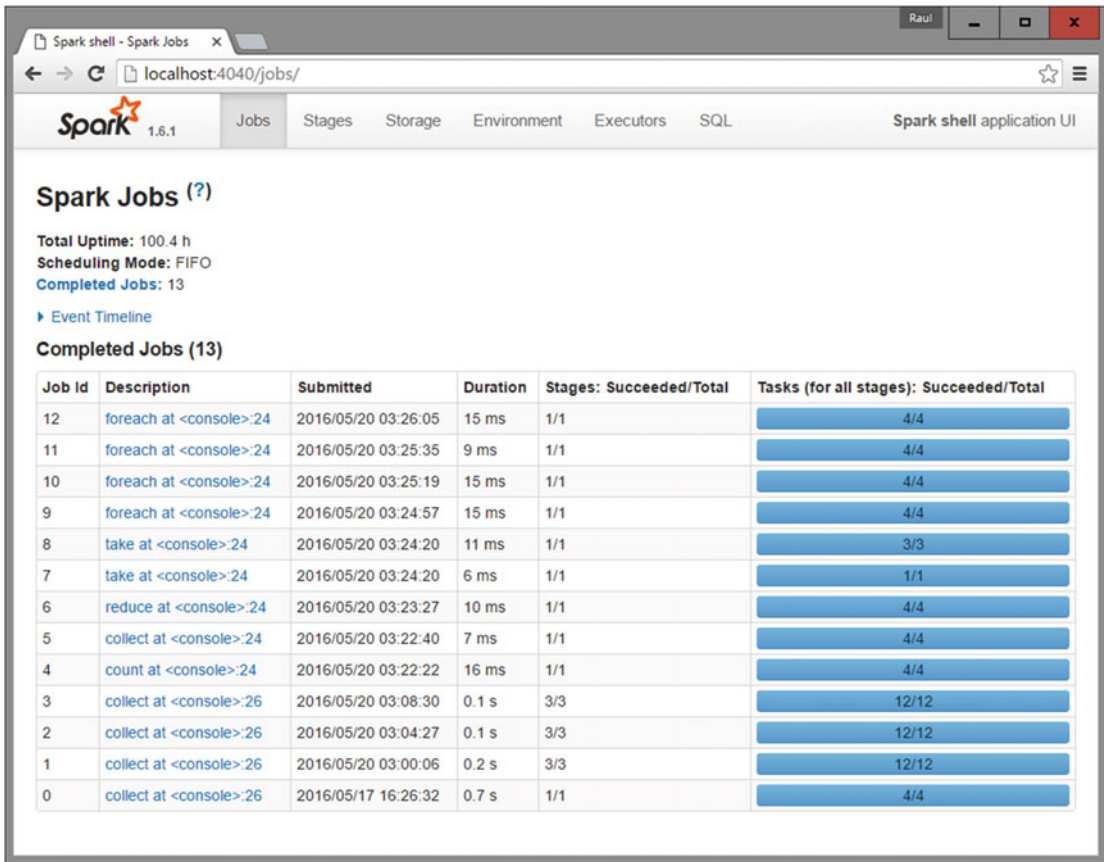 Raul
Spark shell - Spark Jobs
localhost:4040/jobs/
Spark 1.6.1 Jobs Stages Storage Environment Executors SQL Spark shell application UI
Spark Jobs (?)
Total Uptime: 100.4 h
Scheduling Mode: FIFO
Completed Jobs: 13
Event Timeline
Completed Jobs (13)
Job Id Description Submitted Duration Stages: Succeeded/Total Tasks (for all stages): Succeeded/Total
12 foreach at <console>:24 2016/05/20 03:26:05 15 ms 1/1 4/4
11 foreach at <console>:24 2016/05/20 03:25:35 9 ms 1/1 4/4
10 foreach at <console>:24 2016/05/20 03:25:19 15 ms 1/1 4/4
9 foreach at <console>:24 2016/05/20 03:24:57 15 ms 1/1 4/4
8 take at <console>:24 2016/05/20 03:24:20 11 ms 1/1 3/3
7 take at <console>:24 2016/05/20 03:24:20 6 ms 1/1 1/1
6 reduce at <console>:24 2016/05/20 03:23:27 10 ms 1/1 4/4
5 collect at <console>:24 2016/05/20 03:22:40 7 ms 1/1 4/4
4 count at <console>:24 2016/05/20 03:22:22 16 ms 1/1 4/4
3 collect at <console>:26 2016/05/20 03:08:30 0.1 s 3/3 12/12
2 collect at <console>:26 2016/05/20 03:04:27 0.1 s 3/3 12/12
1 collect at <console>:26 2016/05/20 03:00:06 0.2 s 3/3 12/12
0 collect at <console>:26 2016/05/17 16:26:32 0.7 s 1/1 4/4